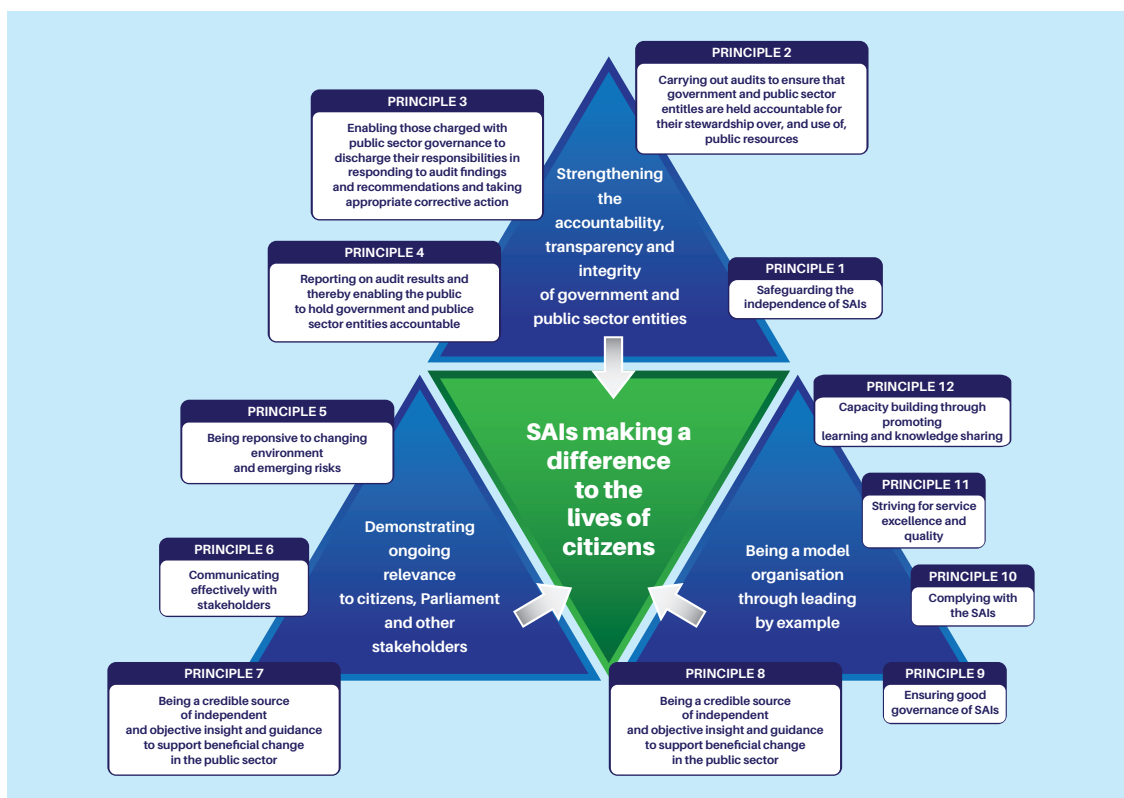 PRINCIPLE 2
Carrying out audits to ensure that
government and public sector
entitles are held accountable for
their stewardship over, and use of,
public resources
PRINCIPLE 3
Enabling those charged with
public sector governance to
discharge their responsibilities in
responding to audit findings
and recommendations and taking
appropriate corrective action
Strengthening
the
accountability,
transparency and
integrity
of government and
public sector entities
PRINCIPLE 4
Reporting on audit results and
thereby enabling the public
to hold government and publice
sector entities accountable
PRINCIPLE 1
Safeguarding the
independence of SAIs
PRINCIPLE 12
Capacity building through
promoting
learning and knowledge sharing
PRINCIPLE 5
Being reponsive to changing
environment
and emerging risks
SAIs making a
difference
to the
lives of
citizens
PRINCIPLE 11
Striving for service
excellence and
quality
Demonstrating
ongoing
relevance
to citizens, Parliament
and other
stakeholders
PRINCIPLE 6
Communicating
effectively with
stakeholders
Being a model
organisation
through leading
by example
PRINCIPLE 10
Complying with
the SAIs
PRINCIPLE 7
Being a credible source
of independent
and objective insight and guidance
to support beneficial change
in the public sector
PRINCIPLE 8
Being a credible source
of independent
and objective insight and guidance
to support beneficial change
in the public sector
PRINCIPLE 9
Ensuring good
governance of SAIs